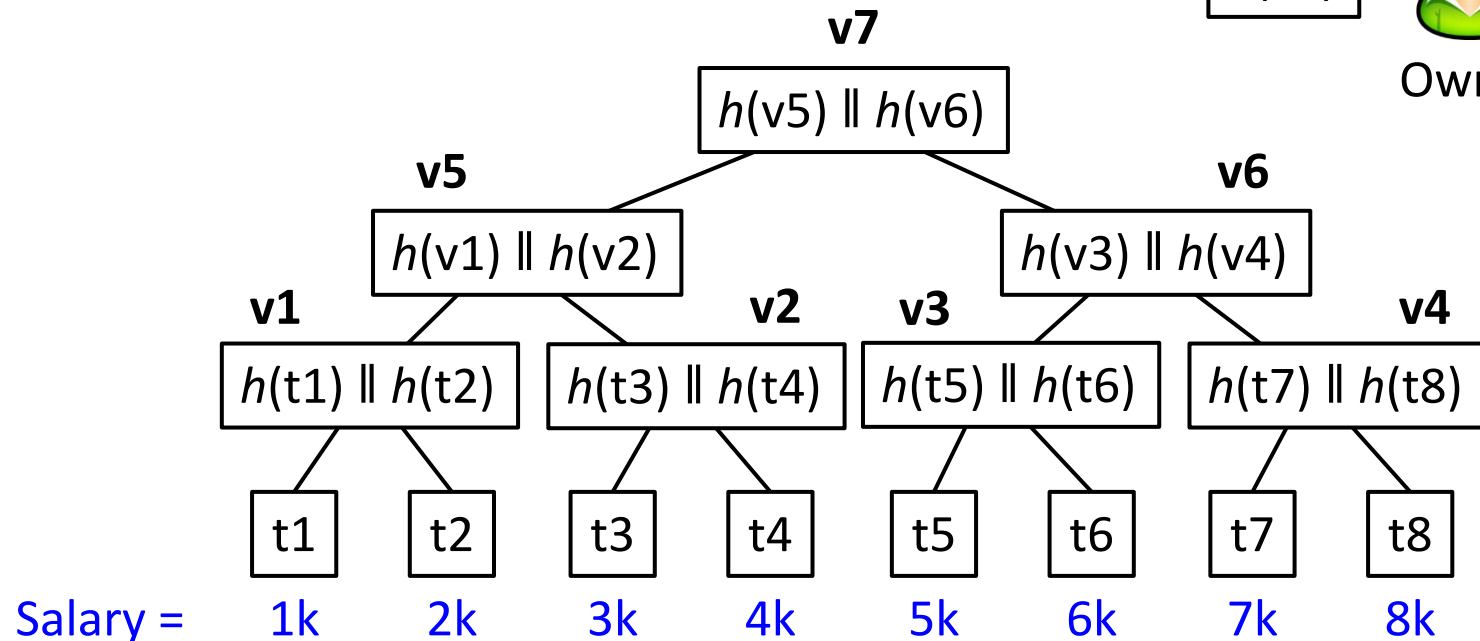 v7
h(v5) ǁ h(v6)
v5 v6
h(v1) ǁ h(v2) h(v3) ǁ h(v4)
v1 v2 v3 v4
h(t1) ǁ h(t2) h(t3) ǁ h(t4) h(t5) ǁ h(t6) h(t7) ǁ h(t8)
t1 t2 t3 t4 t5 t6 t7 t8
Salary = 1k 2k 3k 4k 5k 6k 7k 8k